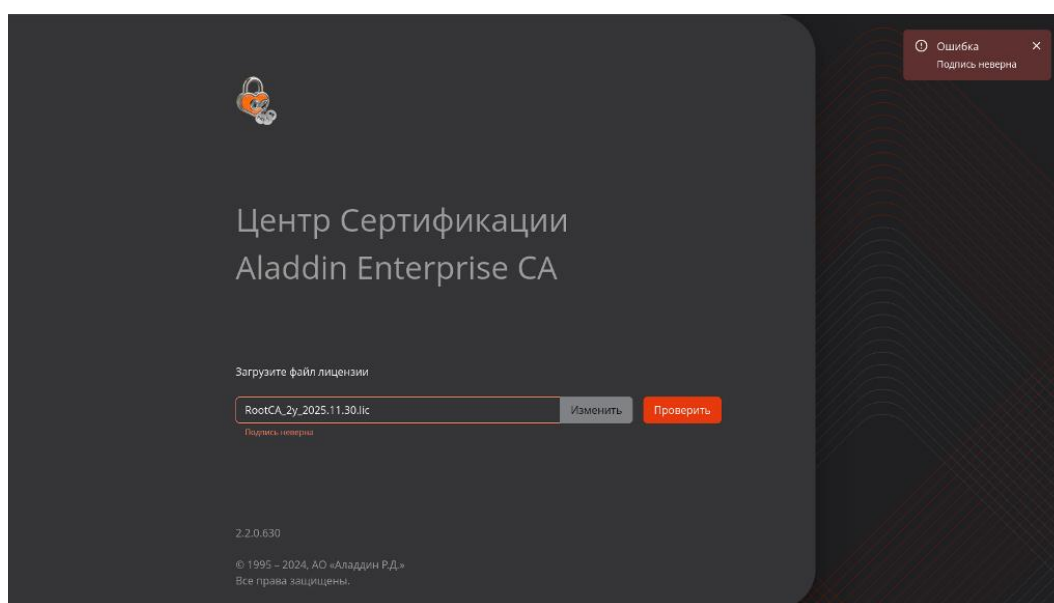 Ошибка
Подпись неверна
Центр Сертификации
Aladdin Enterprise CA
Загрузите файл лицензии
RootCA_2y_2025.11.30.lic
Изменить
Проверить
Подпись неверна
2.2.0.630
© 1995 – 2024, АО «Аладдин Р.Д.»
Все права защищены.